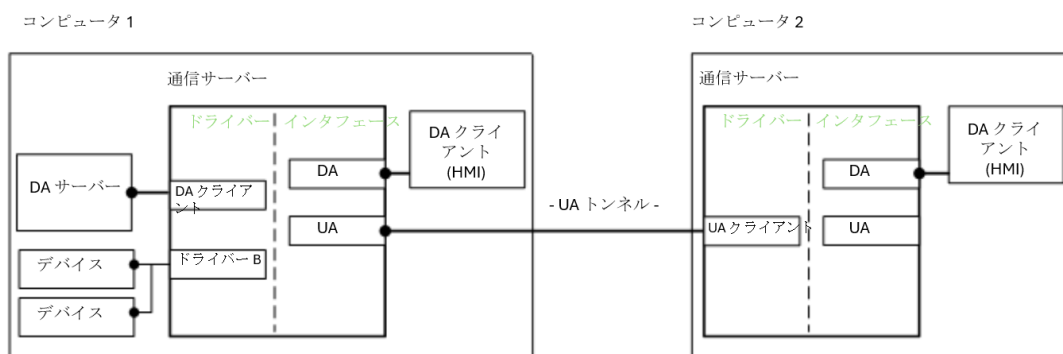 コンピュータ 1
コンピュータ 2
通信サーバー
通信サーバー
ドライバー
インタフェース
DA クライ
アント
(HMI)
ドライバー
インタフェース
DA クライ
アント
(HMI)
DA サーバー
DA クライア
ント
DA
DA
UA
- UA トンネル -
UA クライアント
UA
デバイス
ドライバー B
デバイス